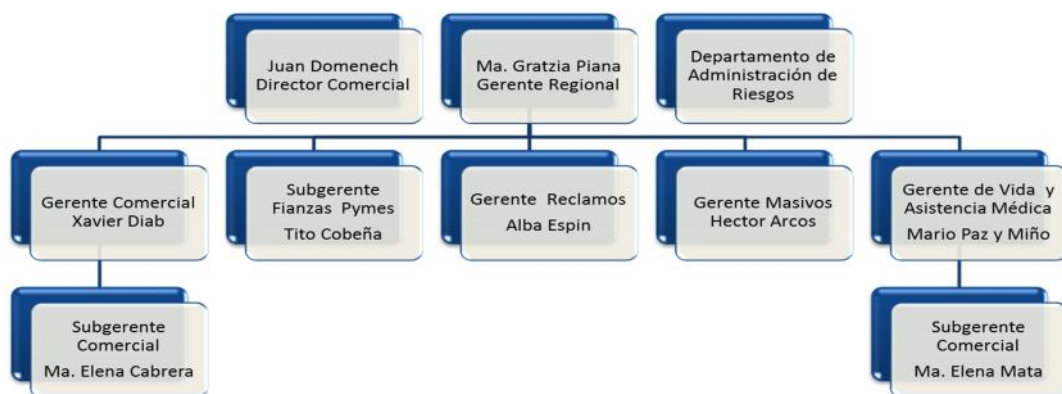 Juan Domenech
Director Comercial
Ma. Gratzia Piana
Gerente Regional
Departamento de
Administración de
Riesgos
Gerente Comercial
Xavier Diab
Subgerente
Fianzas Pymes
Tito Cobeña
Gerente Reclamos
Alba Espin
Gerente Masivos
Hector Arcos
Gerente de Vida y
Asistencia Médica
Mario Paz y Miño
Subgerente
Comercial
Ma. Elena Cabrera
Subgerente
Comercial
Ma. Elena Mata